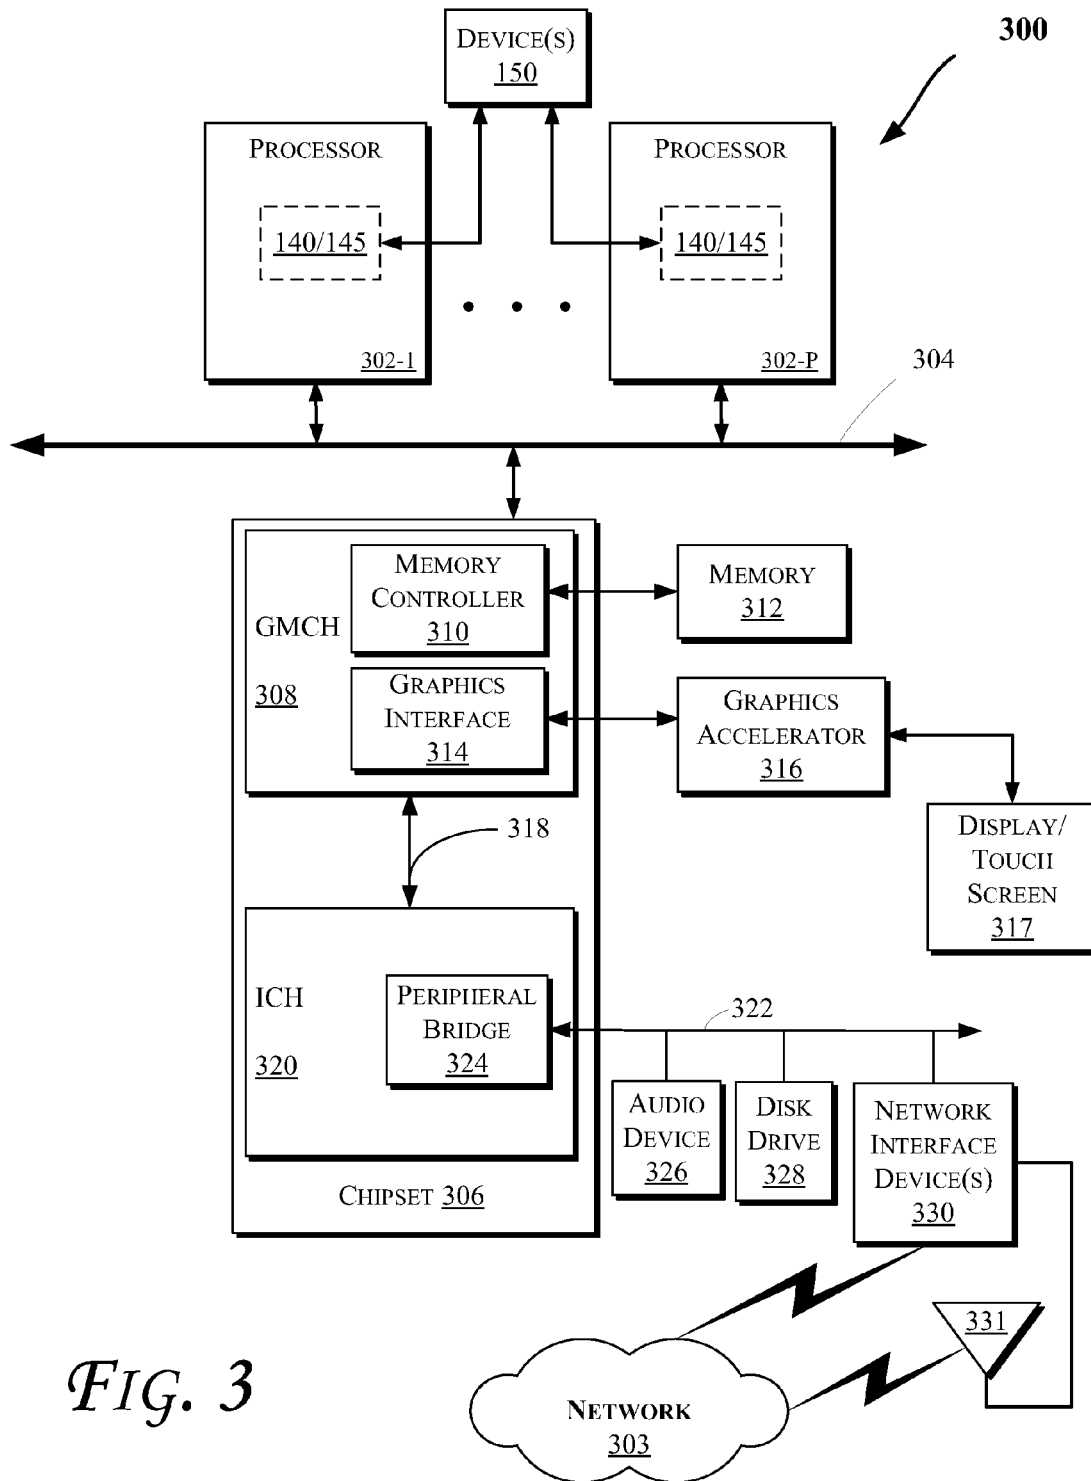 DEVICE(S)
150
300
PROCESSOR
140/145
302-1
PROCESSOR
140/145
302-P
304
GMCH
308
MEMORY
CONTROLLER
310
MEMORY
312
GRAPHICS
INTERFACE
314
GRAPHICS
ACCELERATOR
316
318
DISPLAY/
TOUCH
SCREEN
317
ICH
320
PERIPHERAL
BRIDGE
324
322
AUDIO
DEVICE
326
DISK
DRIVE
328
NETWORK
INTERFACE
DEVICE(S)
330
CHIPSET 306
331
NETWORK
303
FIG. 3